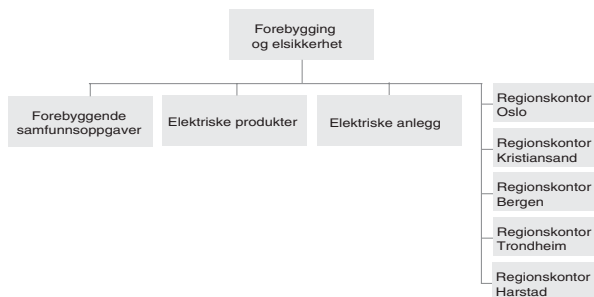 Forebygging
og elsikkerhet
Forebyggende
samfunnsoppgaver
Elektriske produkter
Elektriske anlegg
Regionskontor
Oslo
Regionskontor
Kristiansand
Regionskontor
Bergen
Regionskontor
Trondheim
Regionskontor
Harstad